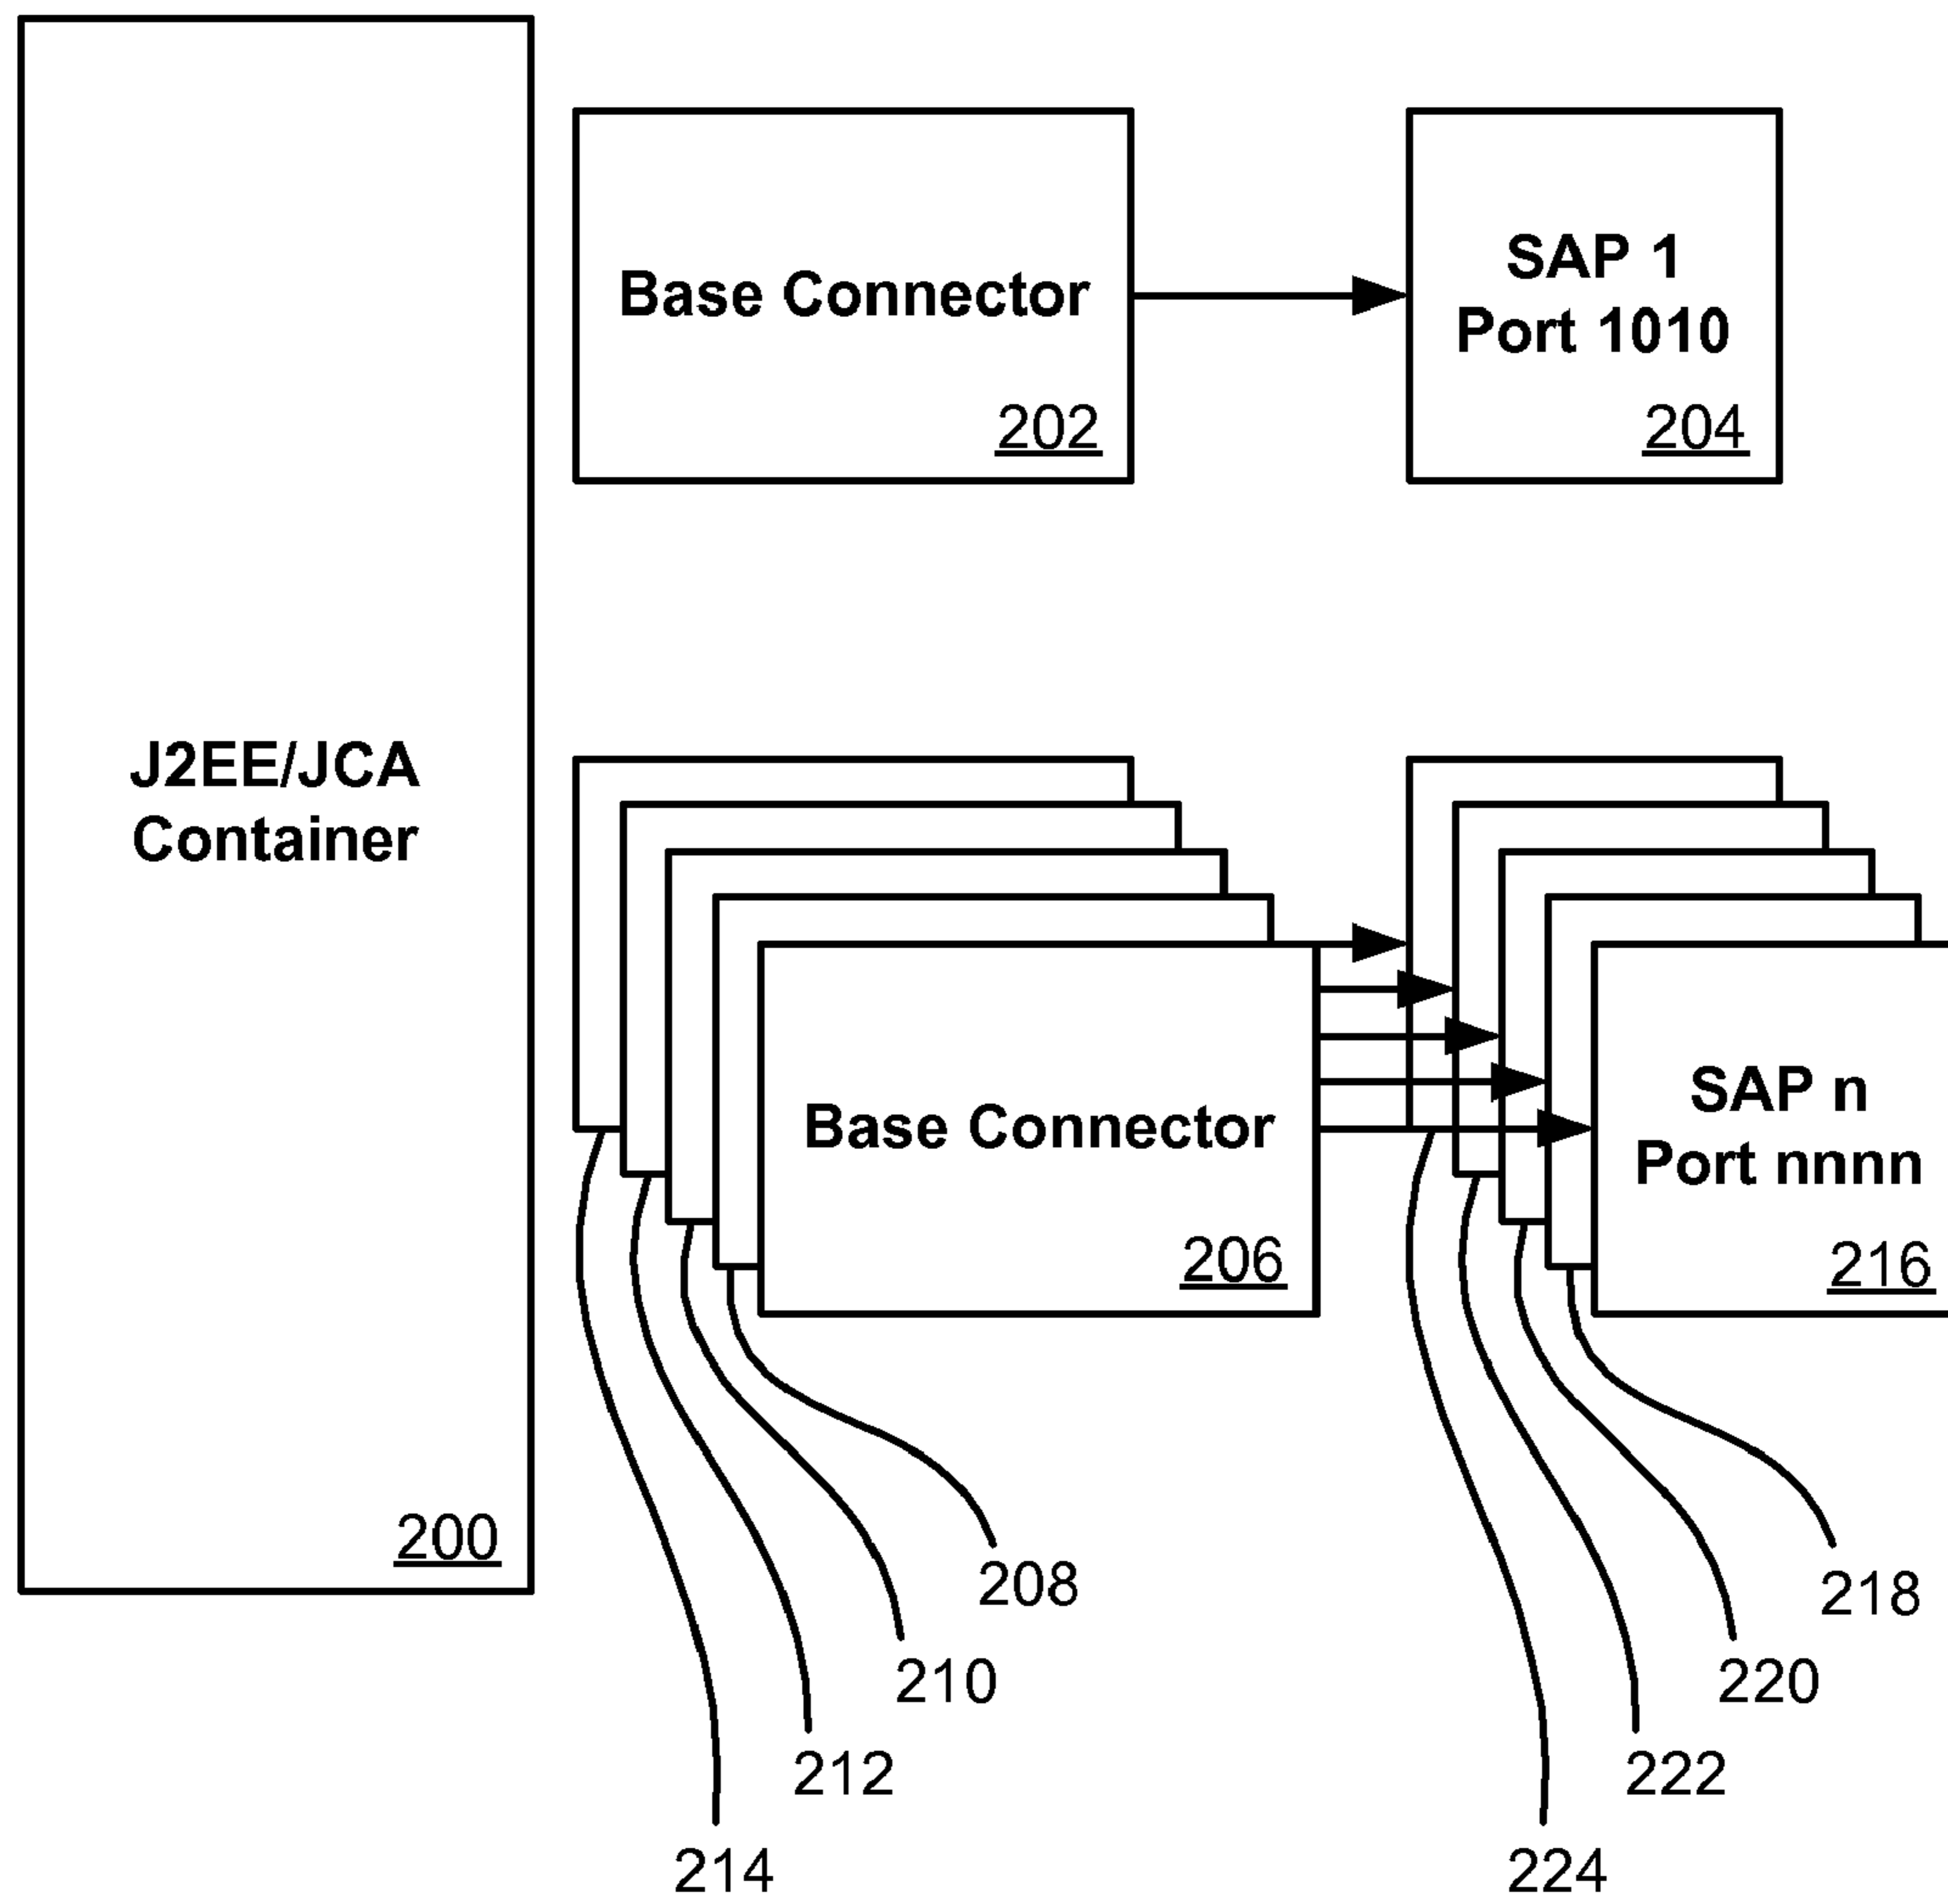 Base Connector
202
SAP 1
Port 1010
204
J2EE/JCA
Container
200
Base Connector
206
SAP n
Port nnnn
216
208
210
212
214
218
220
222
224